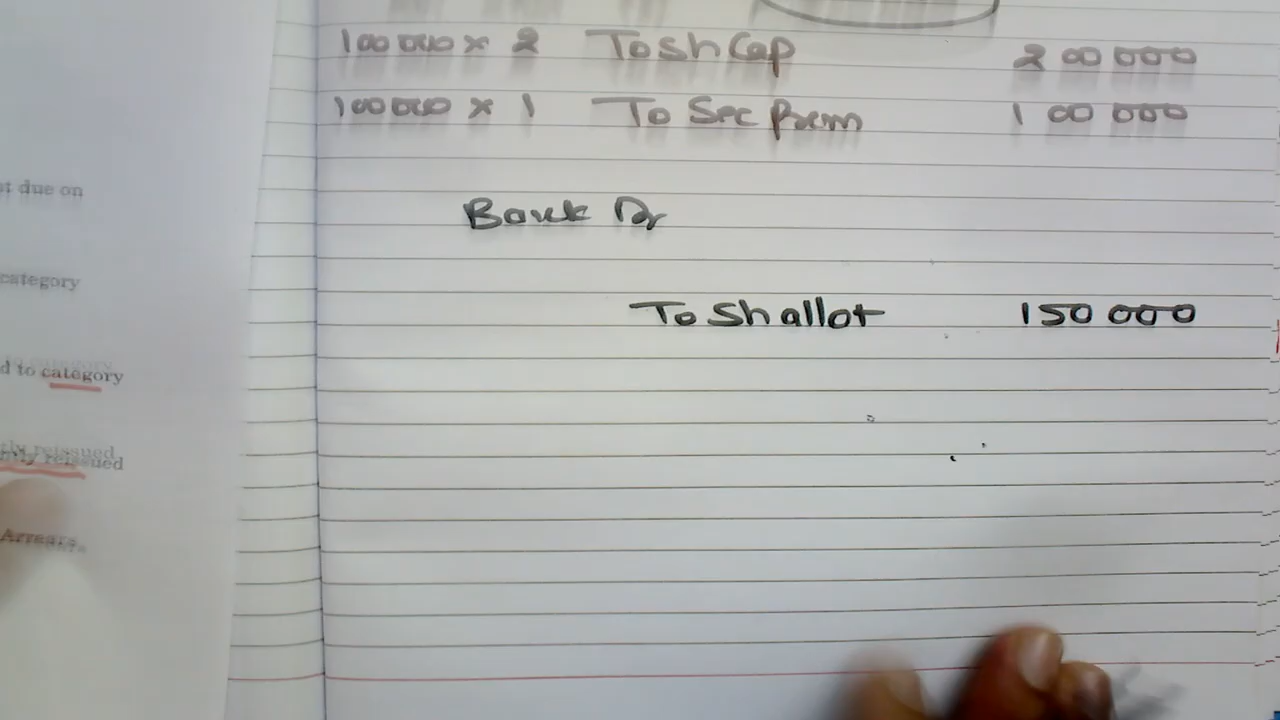 st due on
category
d to category
reissued
Arrears
100000 x 2 To sh Cap 200000
100000 x 1 To Sec Prem 100000
Bank Dr
To Sh allot 150000